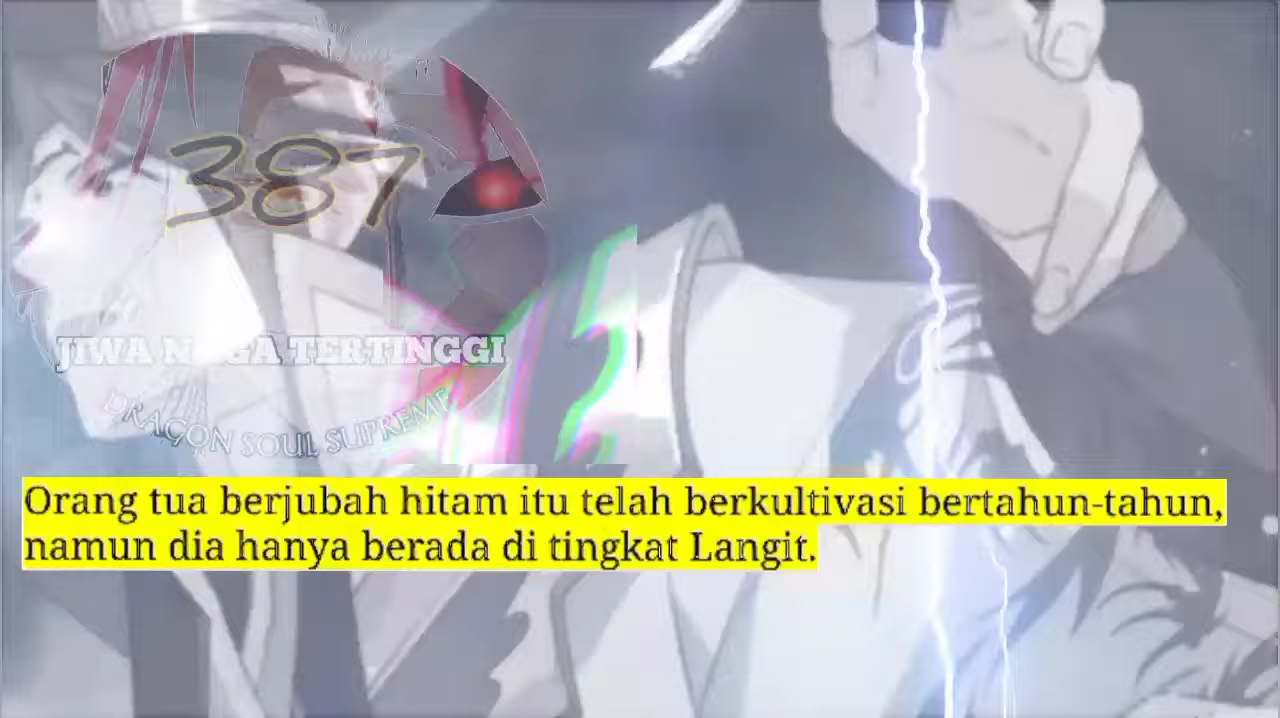 387
JIWA NAGA TERTINGGI
DRAGON SOUL SUPREME
Orang tua berjubah hitam itu telah berkultivasi bertahun-tahun,
namun dia hanya berada di tingkat Langit.